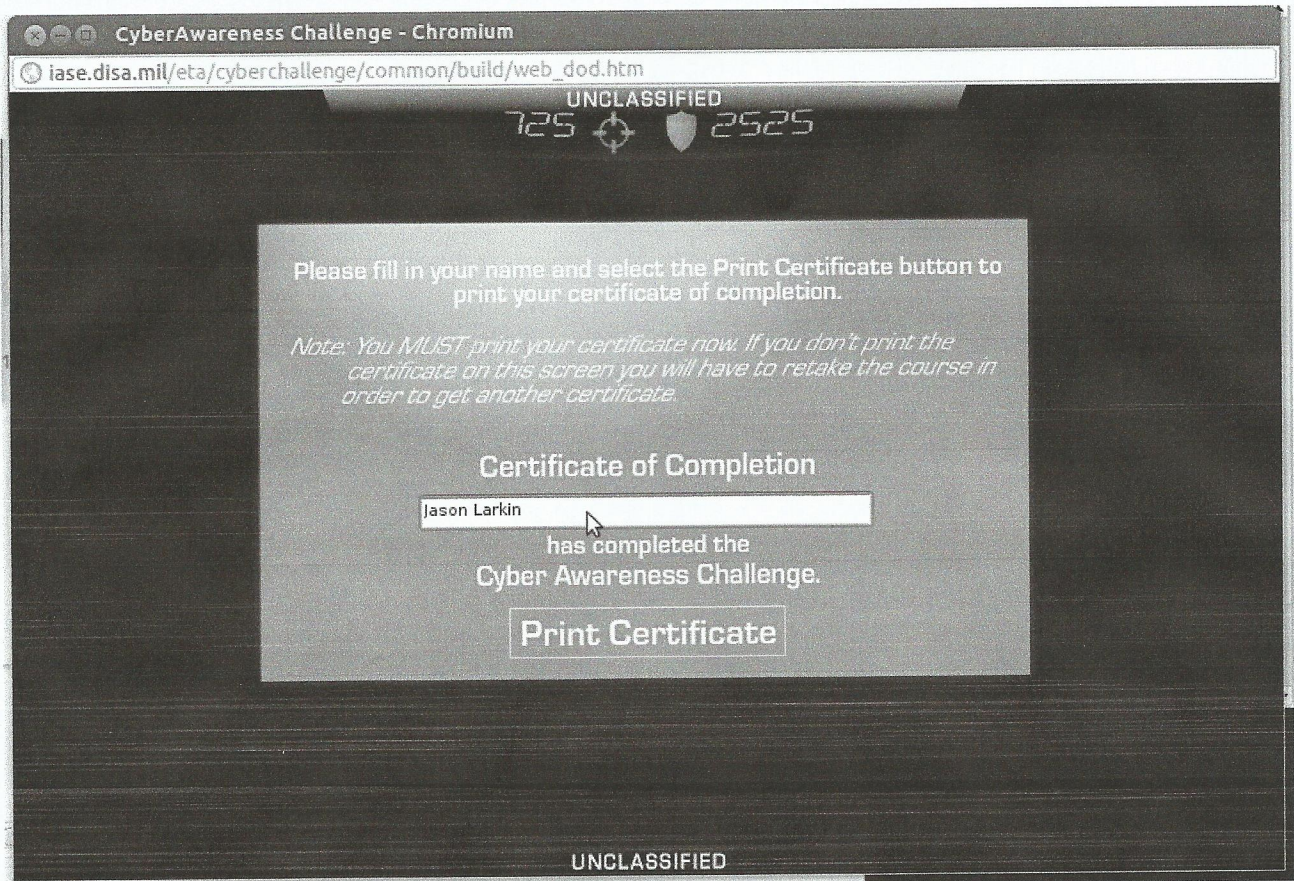 CyberAwareness Challenge - Chromium
iase.disa.mil/eta/cyberchallenge/common/build/web_dod.htm
UNCLASSIFIED
725 2525
Please fill in your name and select the Print Certificate button to
print your certificate of completion.
Note: You MUST print your certificate now. If you don't print the
certificate on this screen you will have to retake the course in
order to get another certificate.
Certificate of Completion
Jason Larkin
has completed the
Cyber Awareness Challenge.
Print Certificate
UNCLASSIFIED